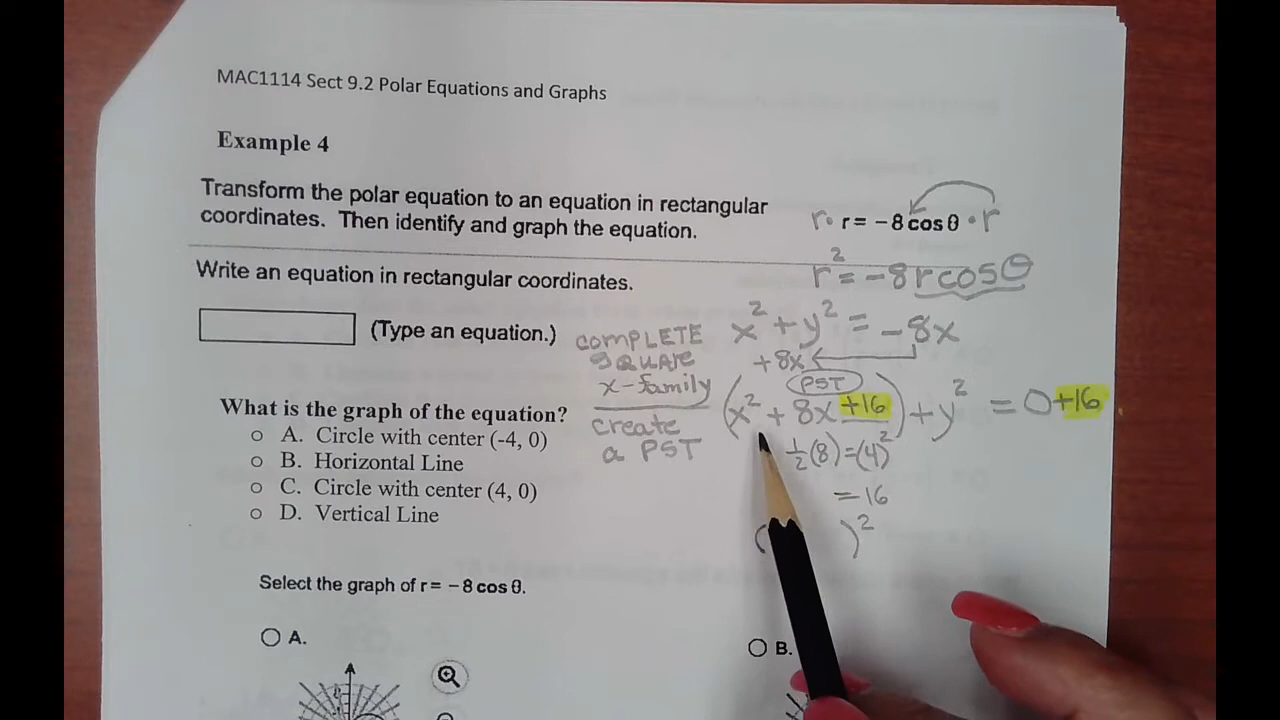 MAC1114 Sect 9.2 Polar Equations and Graphs
Example 4
Transform the polar equation to an equation in rectangular
coordinates. Then identify and graph the equation.
r· r = −8 cos θ · r
r² = −8 r cos θ
Write an equation in rectangular coordinates.
(Type an equation.)
x² + y² = −8x
+8x
COMPLETE
SQUARE
x-family
create
a PST
PST
(x² + 8x +16) + y² = 0 +16
½(8) = (4)²
= 16
( )²
What is the graph of the equation?
A. Circle with center (-4, 0)
B. Horizontal Line
C. Circle with center (4, 0)
D. Vertical Line
Select the graph of r = −8 cos θ.
A.
B.